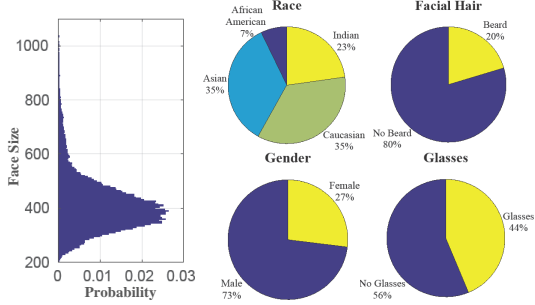 Race
African
American
7%
Indian
23%
Asian
35%
Caucasian
35%
Facial Hair
Beard
20%
No Beard
80%
Gender
Female
27%
Male
73%
Glasses
Glasses
44%
No Glasses
56%
Face Size
1000
800
600
400
200
0
0.01
0.02
0.03
Probability